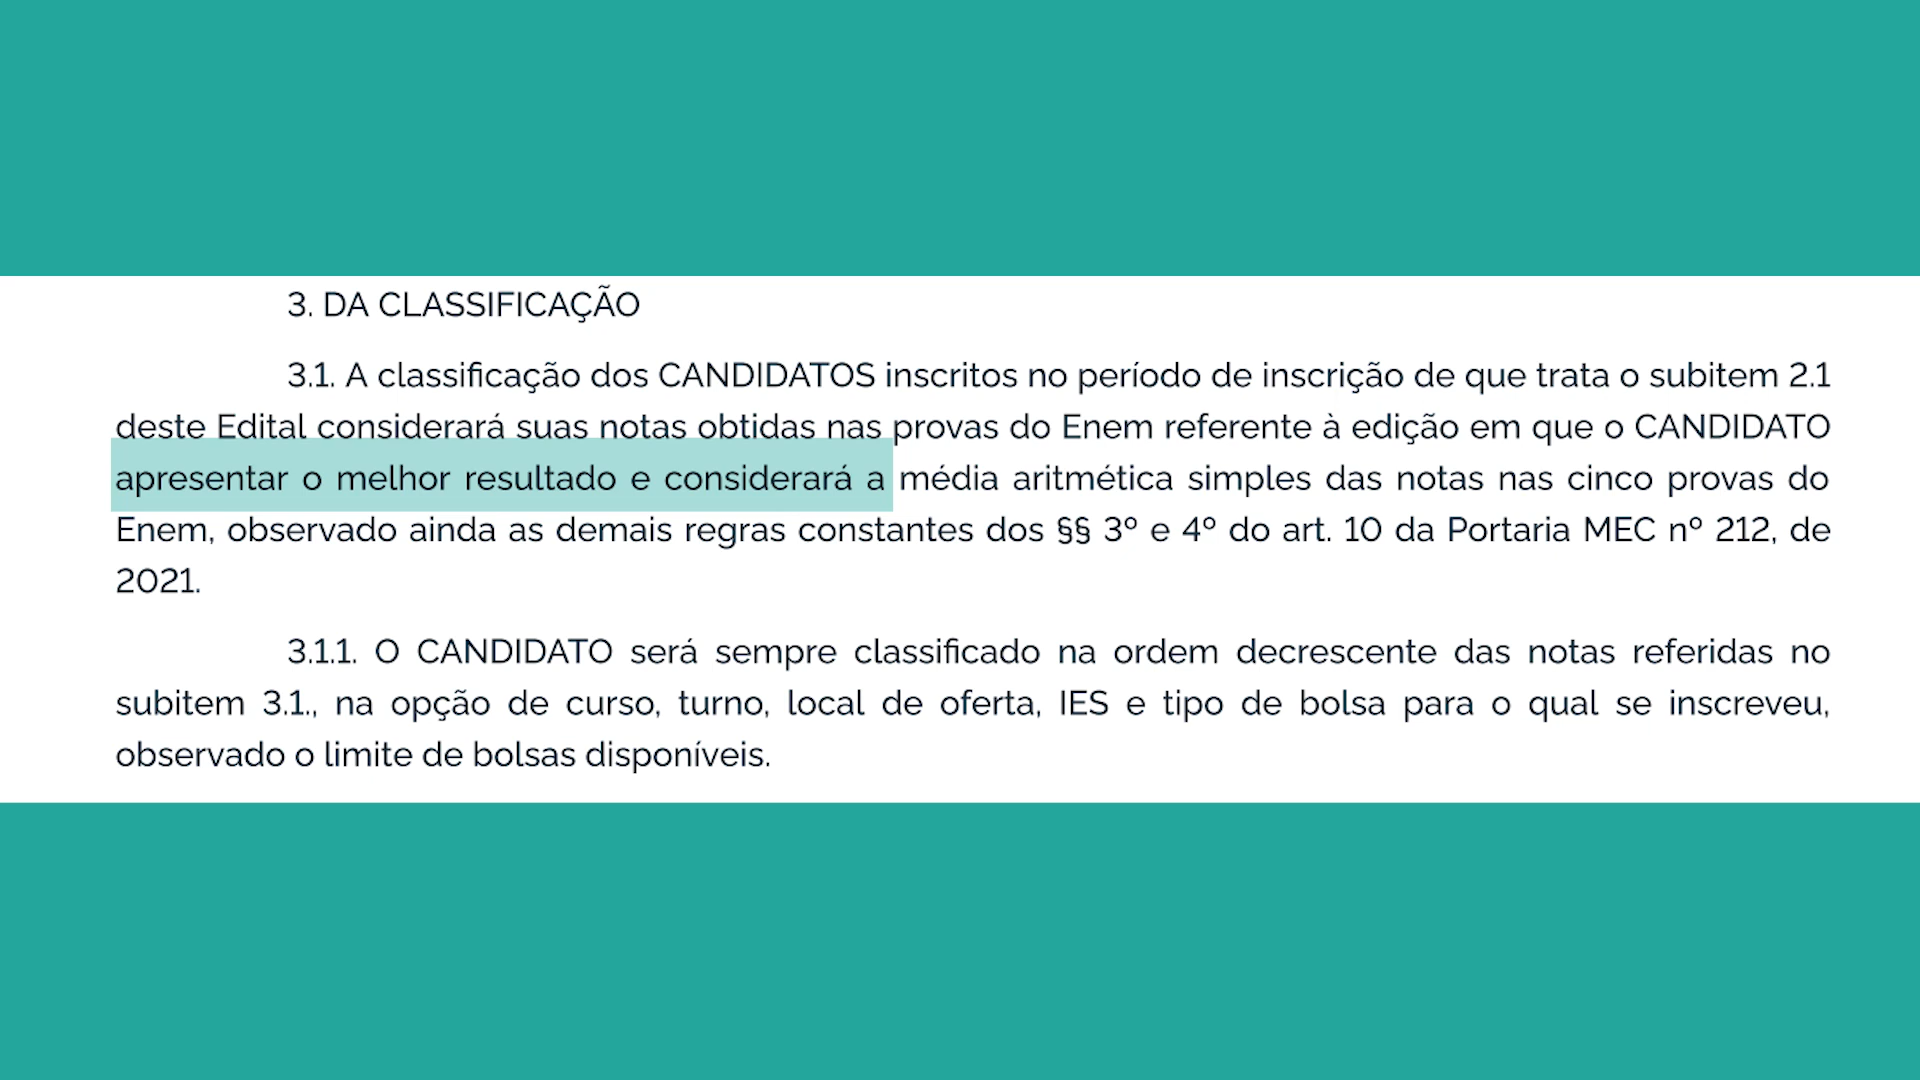 3. DA CLASSIFICAÇÃO
3.1. A classificação dos CANDIDATOS inscritos no período de inscrição de que trata o subitem 2.1
deste Edital considerará suas notas obtidas nas provas do Enem referente à edição em que o CANDIDATO
apresentar o melhor resultado e considerará a média aritmética simples das notas nas cinco provas do
Enem, observado ainda as demais regras constantes dos §§ 3º e 4º do art. 10 da Portaria MEC nº 212, de
2021.
3.1.1. O CANDIDATO será sempre classificado na ordem decrescente das notas referidas no
subitem 3.1., na opção de curso, turno, local de oferta, IES e tipo de bolsa para o qual se inscreveu,
observado o limite de bolsas disponíveis.